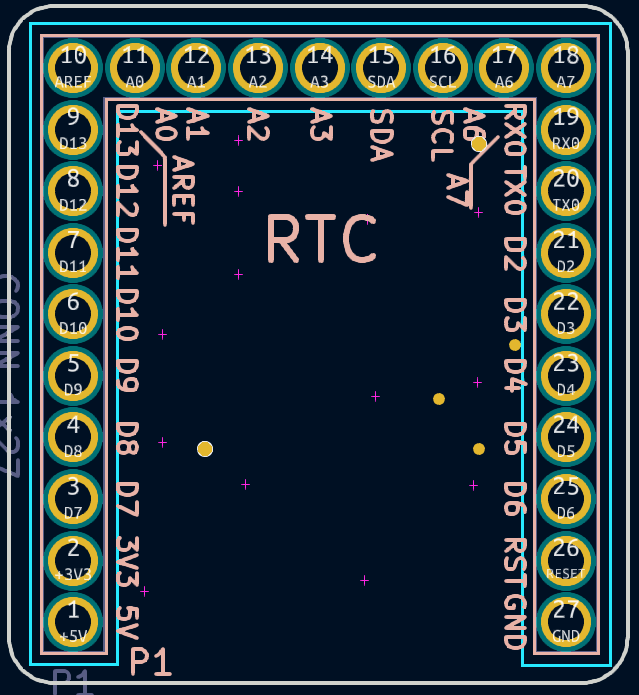 10 11 12 13 14 15 16 17 18
AREF A0 A1 A2 A3 SDA SCL A6 A7
9
D13
8
D12
7
D11
6
D10
5
D9
4
D8
3
D7
2
+3V3
1
+5V
D13
D12
D11
D10
D9
D8
D7
3V3
5V
A0
AREF
A1
A2
A3
SDA
SCL
A6
A7
RTC
RX0
TX0
D2
D3
D4
D5
D6
RST
GND
19
RX0
20
TX0
21
D2
22
D3
23
D4
24
D5
25
D6
26
RESET
27
GND
P1
P1
CONN_1x27